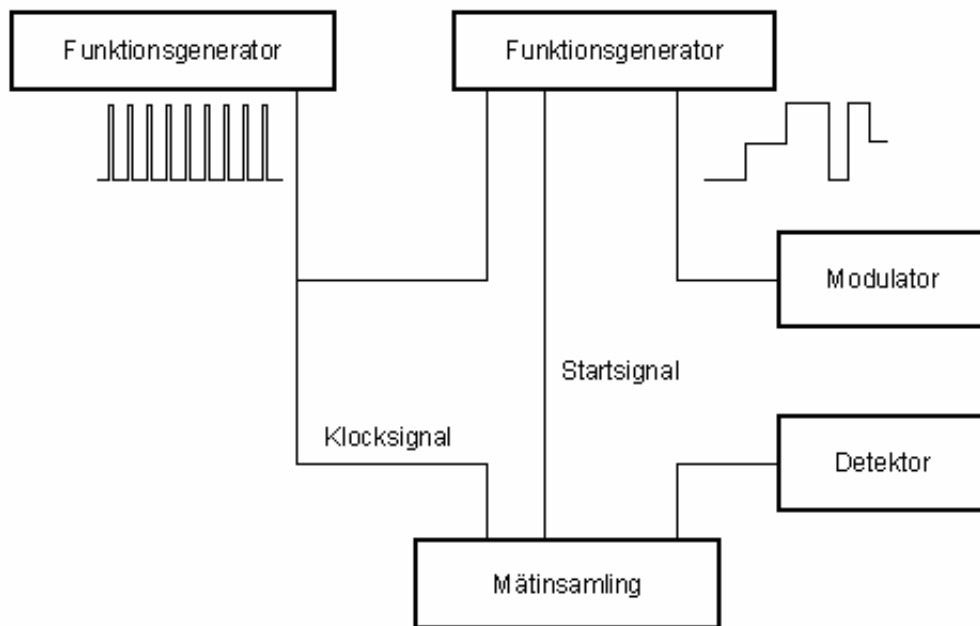 Funktionsgenerator
Funktionsgenerator
Modulator
Startsignal
Klocksignal
Detektor
Mätinsamling